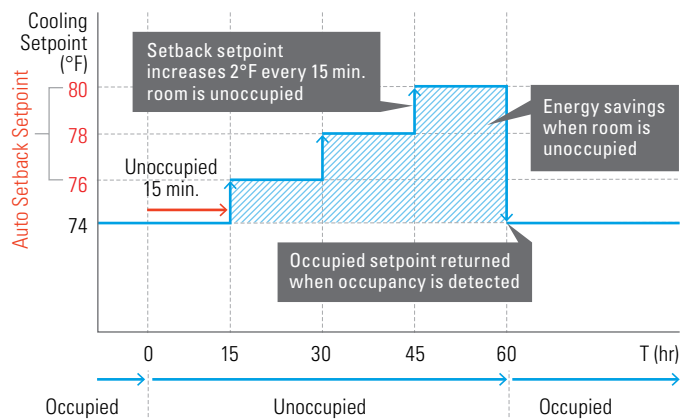 Cooling
Setpoint
(°F)
Auto Setback Setpoint
80
78
76
74
Setback setpoint
increases 2°F every 15 min.
room is unoccupied
Energy savings
when room is
unoccupied
Unoccupied
15 min.
Occupied setpoint returned
when occupancy is detected
0 15 30 45 60 T (hr)
Occupied Unoccupied Occupied